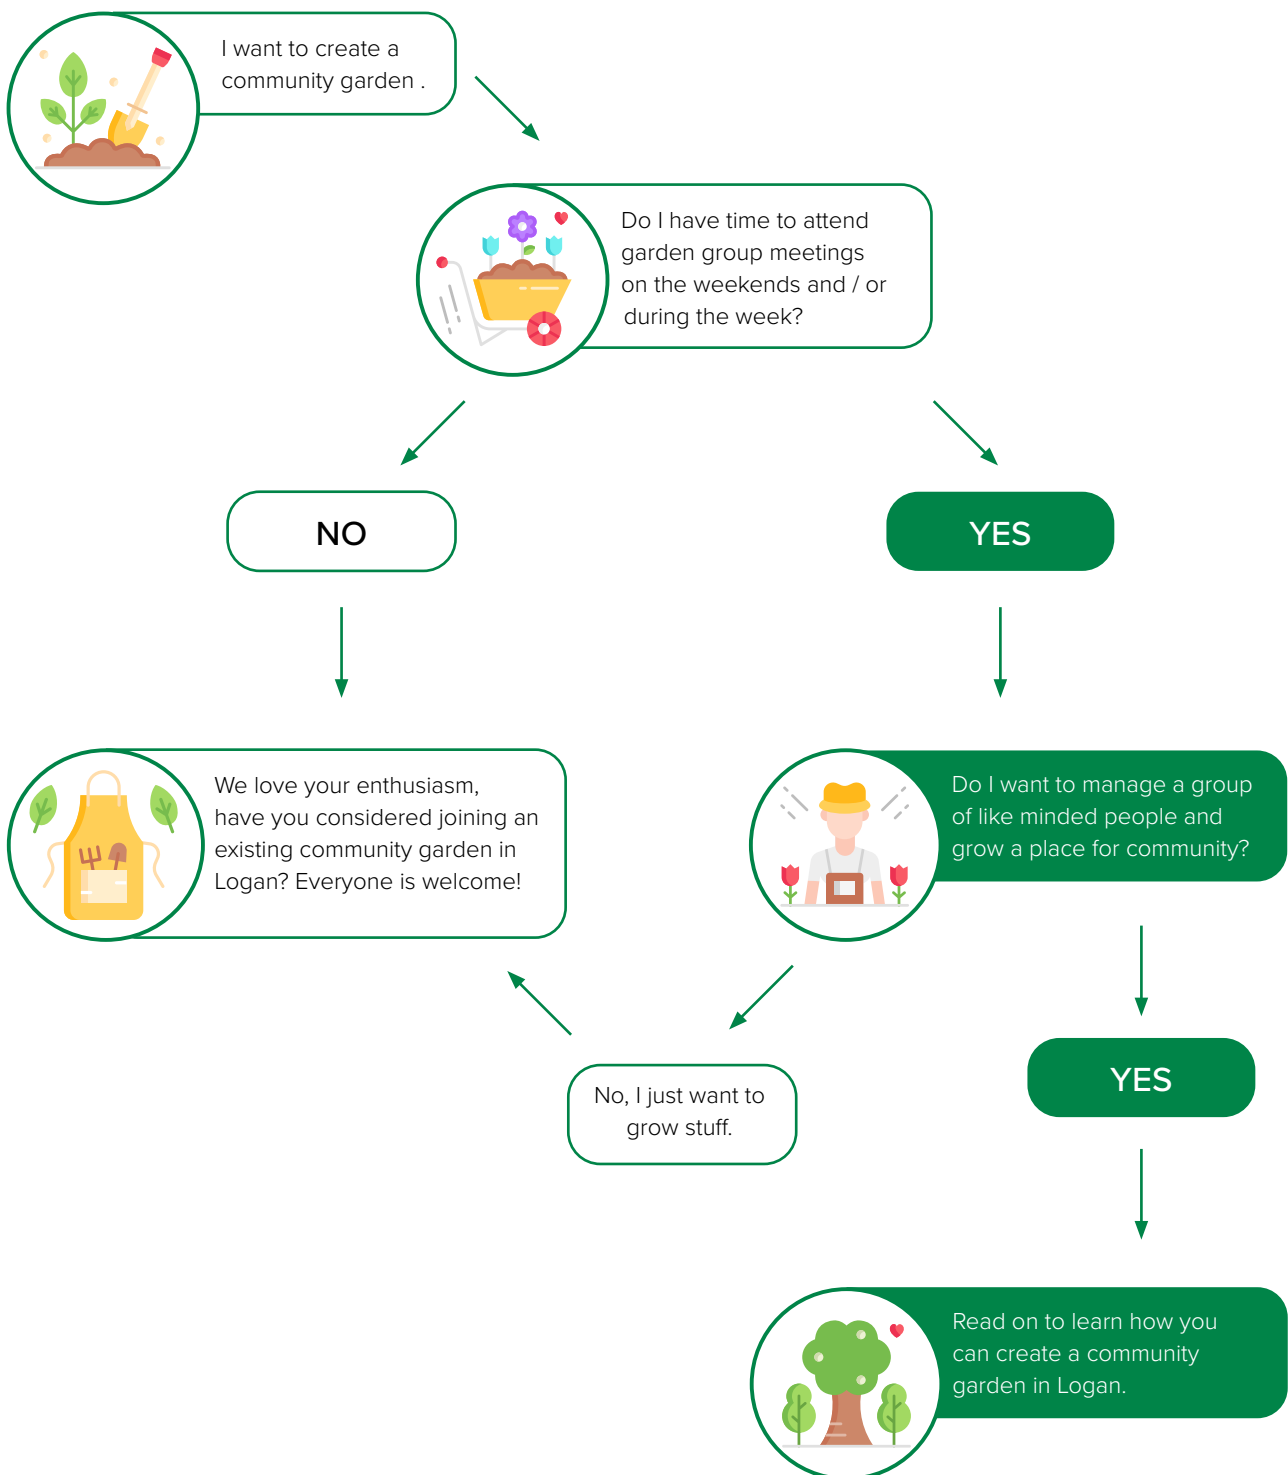 I want to create a
community garden .
Do I have time to attend
garden group meetings
on the weekends and / or
during the week?
NO
YES
We love your enthusiasm,
have you considered joining an
existing community garden in
Logan? Everyone is welcome!
Do I want to manage a group
of like minded people and
grow a place for community?
No, I just want to
grow stuff.
YES
Read on to learn how you
can create a community
garden in Logan.